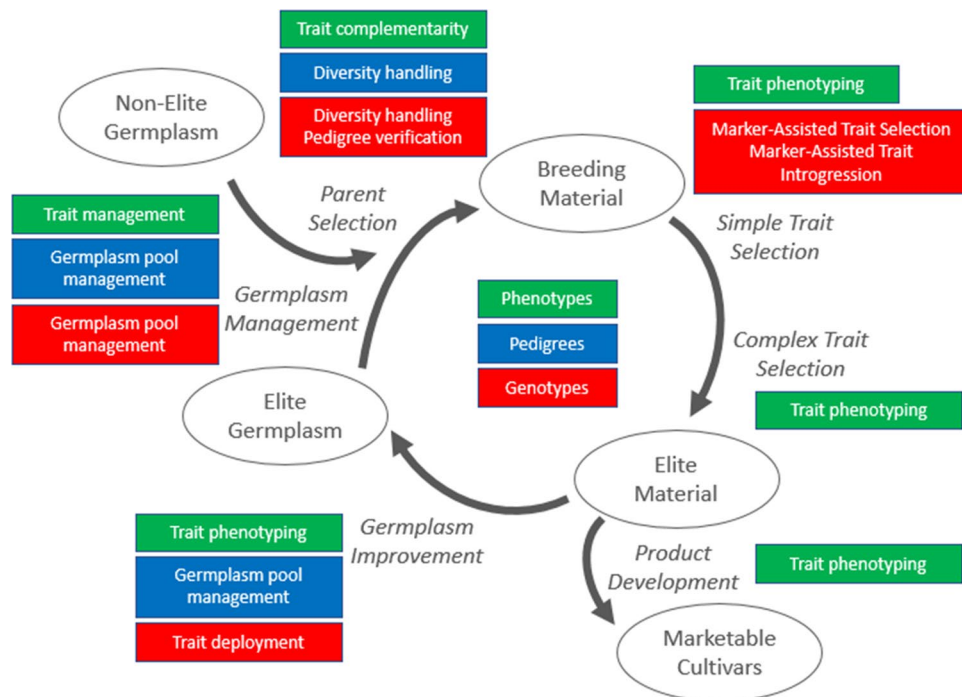 Trait complementarity
Diversity handling
Diversity handling
Pedigree verification
Non-Elite
Germplasm
Trait phenotyping
Marker-Assisted Trait Selection
Marker-Assisted Trait
Introgression
Breeding
Material
Parent
Selection
Trait management
Germplasm pool
management
Germplasm pool
management
Germplasm
Management
Simple Trait
Selection
Phenotypes
Pedigrees
Genotypes
Complex Trait
Selection
Trait phenotyping
Elite
Germplasm
Elite
Material
Trait phenotyping
Germplasm pool
management
Trait deployment
Germplasm
Improvement
Product
Development
Trait phenotyping
Marketable
Cultivars